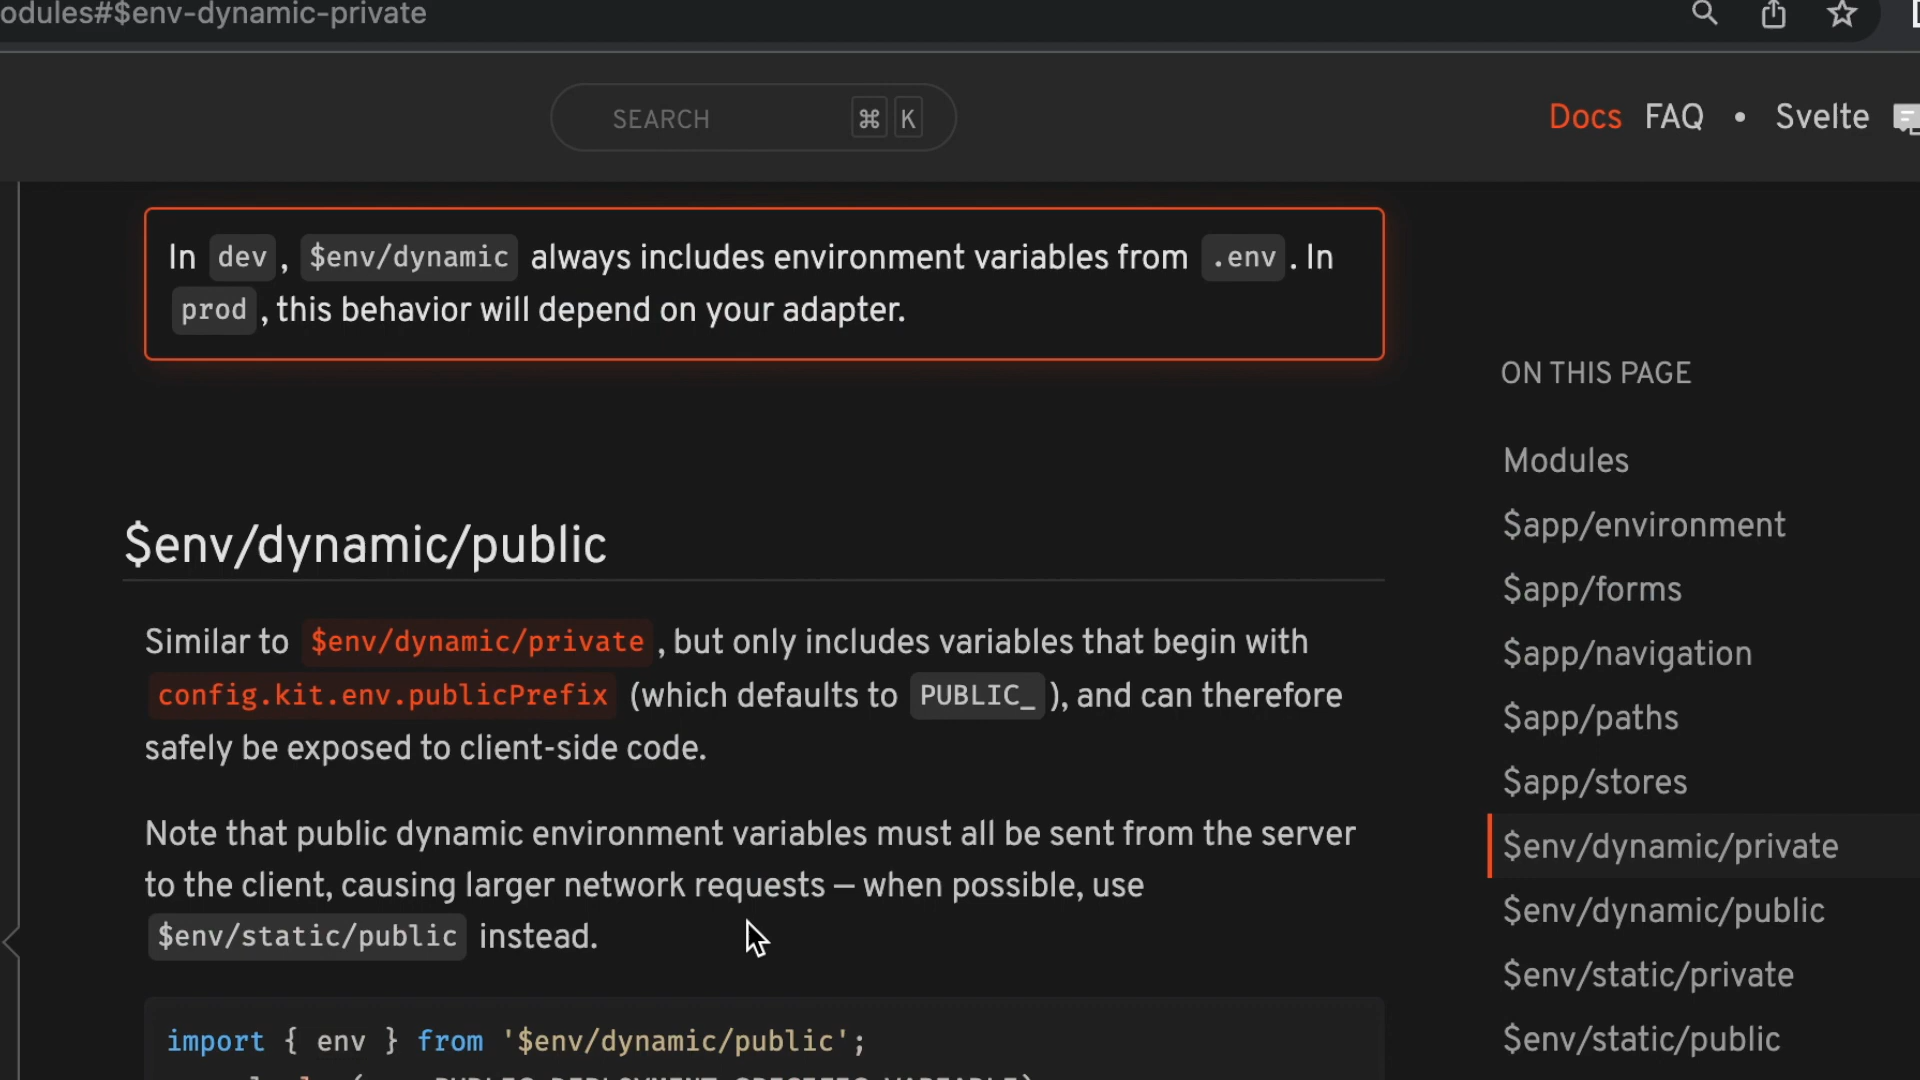 odules#$env-dynamic-private
SEARCH ⌘ K
Docs FAQ • Svelte
In dev, $env/dynamic always includes environment variables from .env. In
prod, this behavior will depend on your adapter.
$env/dynamic/public
Similar to $env/dynamic/private, but only includes variables that begin with
config.kit.env.publicPrefix (which defaults to PUBLIC_), and can therefore
safely be exposed to client-side code.
Note that public dynamic environment variables must all be sent from the server
to the client, causing larger network requests — when possible, use
$env/static/public instead.
import { env } from '$env/dynamic/public';
ON THIS PAGE
Modules
$app/environment
$app/forms
$app/navigation
$app/paths
$app/stores
$env/dynamic/private
$env/dynamic/public
$env/static/private
$env/static/public